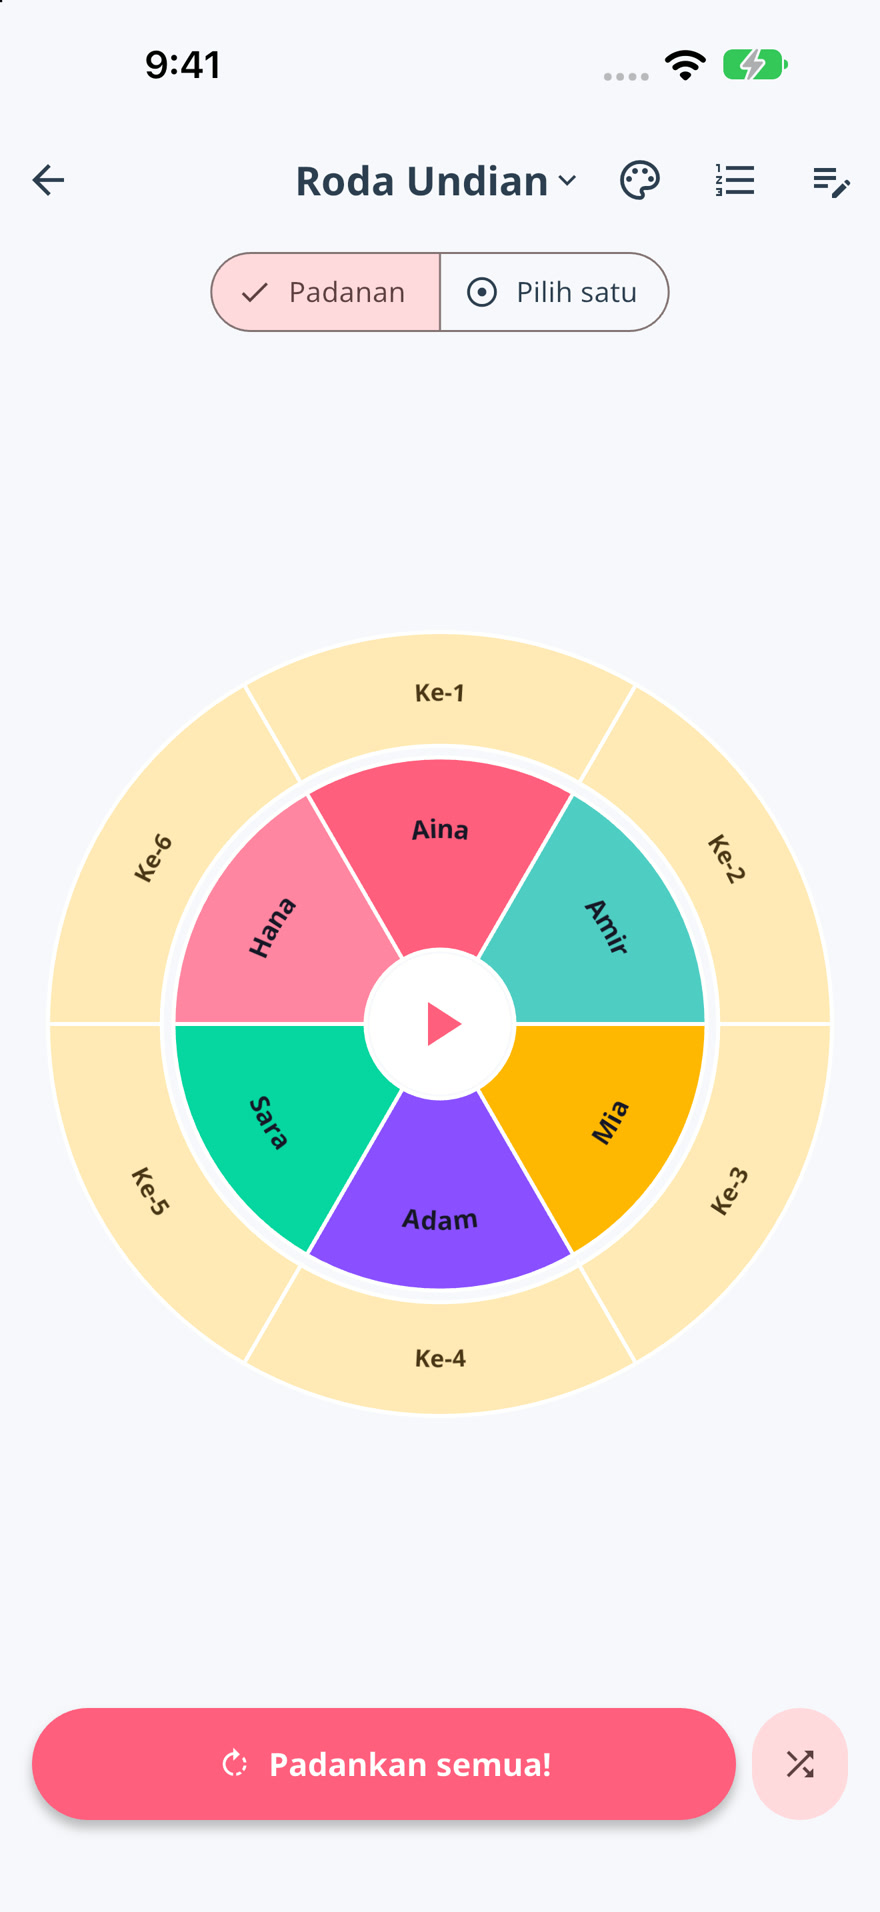 9:41
Roda Undian
Padanan
Pilih satu
Ke-1
Ke-2
Ke-3
Ke-4
Ke-5
Ke-6
Aina
Amir
Mia
Adam
Sara
Hana
Padankan semua!